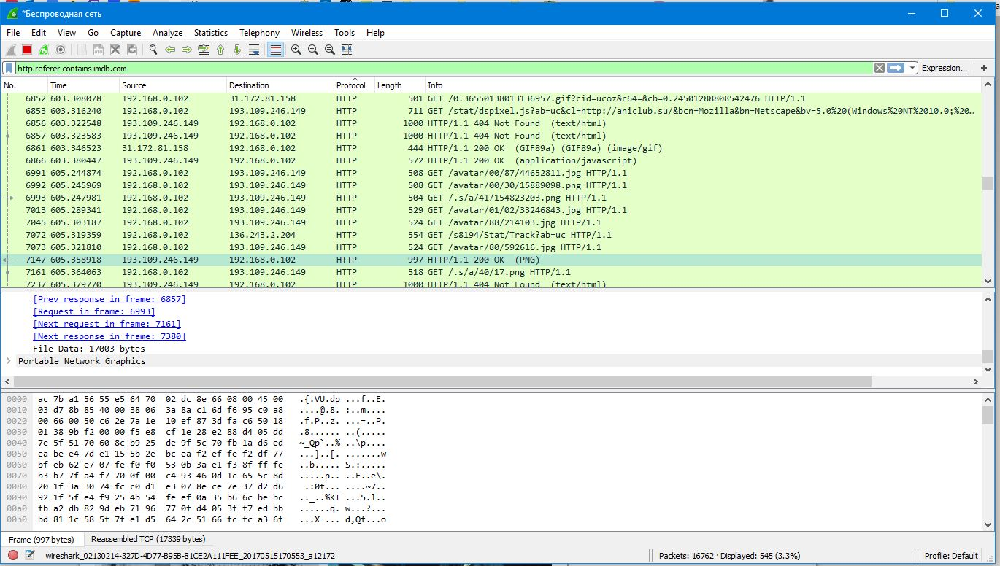 *Беспроводная сеть
File Edit View Go Capture Analyze Statistics Telephony Wireless Tools Help
http.referer contains imdb.com Expression... +
No. Time Source Destination Protocol Length Info
6852 603.308078 192.168.0.102 31.172.81.158 HTTP 501 GET /0.36550138013136957.gif?cid=ucoz&r64=&cb=0.24501288808542476 HTTP/1.1
6853 603.316240 192.168.0.102 193.109.246.149 HTTP 711 GET /stat/dspixel.js?ab=uc&cl=http://aniclub.su/&bcn=Mozilla&bn=Netscape&bv=5.0%20(Windows%20NT%2010.0;%20…
6856 603.322548 193.109.246.149 192.168.0.102 HTTP 1000 HTTP/1.1 404 Not Found (text/html)
6857 603.323583 193.109.246.149 192.168.0.102 HTTP 1000 HTTP/1.1 404 Not Found (text/html)
6861 603.346523 31.172.81.158 192.168.0.102 HTTP 444 HTTP/1.1 200 OK (GIF89a) (GIF89a) (image/gif)
6866 603.380447 193.109.246.149 192.168.0.102 HTTP 572 HTTP/1.1 200 OK (application/javascript)
6991 605.244874 192.168.0.102 193.109.246.149 HTTP 508 GET /avatar/00/87/44652811.jpg HTTP/1.1
6992 605.245969 192.168.0.102 193.109.246.149 HTTP 508 GET /avatar/00/30/15889098.png HTTP/1.1
6993 605.247981 192.168.0.102 193.109.246.149 HTTP 504 GET /.s/a/41/154823203.png HTTP/1.1
7013 605.289341 192.168.0.102 193.109.246.149 HTTP 529 GET /avatar/01/02/33246843.jpg HTTP/1.1
7045 605.303187 192.168.0.102 193.109.246.149 HTTP 524 GET /avatar/88/214103.jpg HTTP/1.1
7072 605.319359 192.168.0.102 136.243.2.204 HTTP 554 GET /s8194/Stat/Track?ab=uc HTTP/1.1
7073 605.321810 192.168.0.102 193.109.246.149 HTTP 524 GET /avatar/80/592616.jpg HTTP/1.1
7147 605.358918 193.109.246.149 192.168.0.102 HTTP 997 HTTP/1.1 200 OK (PNG)
7161 605.364063 192.168.0.102 193.109.246.149 HTTP 518 GET /.s/a/40/17.png HTTP/1.1
7237 605.379770 193.109.246.149 192.168.0.102 HTTP 1000 HTTP/1.1 404 Not Found (text/html)
[Prev response in frame: 6857]
[Request in frame: 6993]
[Next request in frame: 7161]
[Next response in frame: 7380]
File Data: 17003 bytes
Portable Network Graphics
0000 ac 7b a1 56 55 e5 64 70 02 dc 8e 66 08 00 45 00 .{.VU.dp ...f..E.
0010 03 d7 8b 85 40 00 38 06 3a 8a c1 6d f6 95 c0 a8 ....@.8. :..m....
0020 00 66 00 50 c6 2e 7a 1e 10 ef 87 3d fa c6 50 18 .f.P..z. ...=..P.
0030 01 38 9b f2 00 00 f5 e8 cf 1e 28 e2 88 d4 05 dd .8...... ..(.....
0040 7e 5f 51 70 60 8c b9 25 de 9f 5c 70 fb 1a d6 ed ~_Qp`..% ..\p....
0050 ea be e4 7d e1 15 5b 2e bc ea f2 ef fe f2 df 77 ...}..[. .......w
0060 bf eb 62 e7 07 fe f0 f0 53 0b 3a e1 f3 8f ff fe ..b..... S.:.....
0070 b3 b7 7f a4 f7 70 0f 00 c4 93 46 0d 1c 65 5c 8d .....p.. ..F..e\.
0080 20 1f 3a 30 74 fc c0 d1 e3 07 8e ce 7e 37 d2 d6 .:0t... ....~7..
0090 92 1f 5f e4 f9 25 4b 54 fe ef 0a 35 b6 6c be bc .._..%KT ...5.l..
00a0 fb a2 db 82 9d eb 71 96 77 0f d4 05 3f f7 ed bb ......q. w...?...
00b0 bd 81 1c 58 5f 7f e1 d5 64 2c 51 66 fc fc a3 6f ...X_... d,Qf...o
Frame (997 bytes) Reassembled TCP (17339 bytes)
wireshark_02130214-327D-4D77-B95B-81CE2A111FEE_20170515170553_a12172 Packets: 16762 · Displayed: 545 (3.3%) Profile: Default